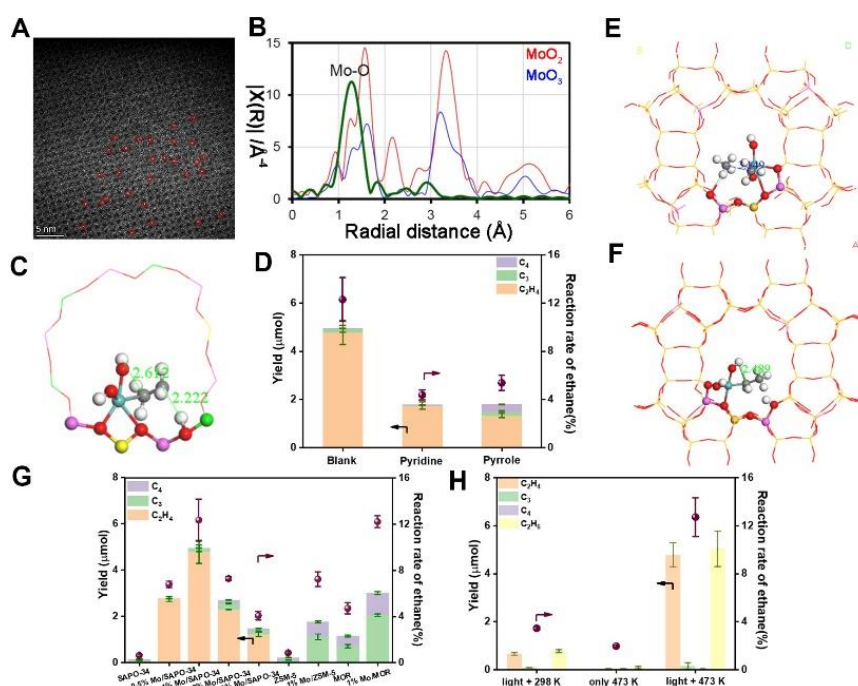 A
5 nm
B
|X(R)| /Å⁻⁴
15
10
5
0
Mo-O
MoO₂
MoO₃
0 1 2 3 4 5 6
Radial distance (Å)
C
2.612
2.222
D
Yield (μmol)
8
6
4
2
0
C₄
C₃
C₂H₄
16
12
8
4
0
Reaction rate of ethane(%)
Blank Pyridine Pyrrole
E
F
2.489
G
Yield (μmol)
8
6
4
2
0
C₄
C₃
C₂H₄
16
12
8
4
0
Reaction rate of ethane(%)
SAPO-34
Mo/SAPO-34
Mo/SAPO-34
Mo/SAPO-34
Mo/SAPO-34
ZSM-5
1% Mo/ZSM-5
MOR
1% Mo/MOR
H
Yield (μmol)
8
6
4
2
0
C₂H₄
C₃
C₄
C₂H₆
16
12
8
4
0
Reaction rate of ethane(%)
light + 298 K only 473 K light + 473 K